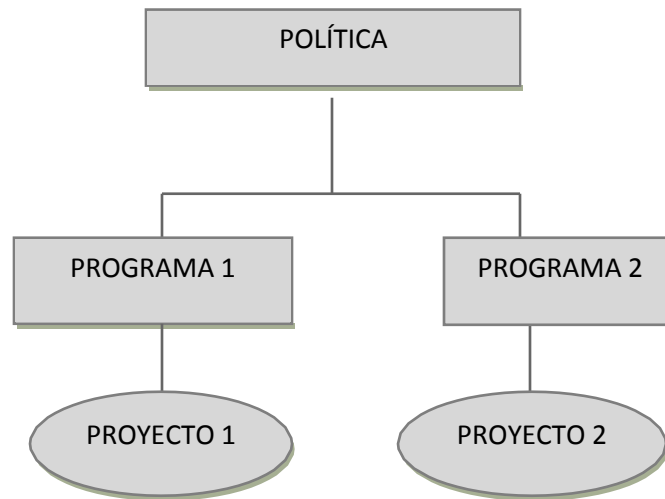 POLÍTICA
PROGRAMA 1
PROGRAMA 2
PROYECTO 1
PROYECTO 2